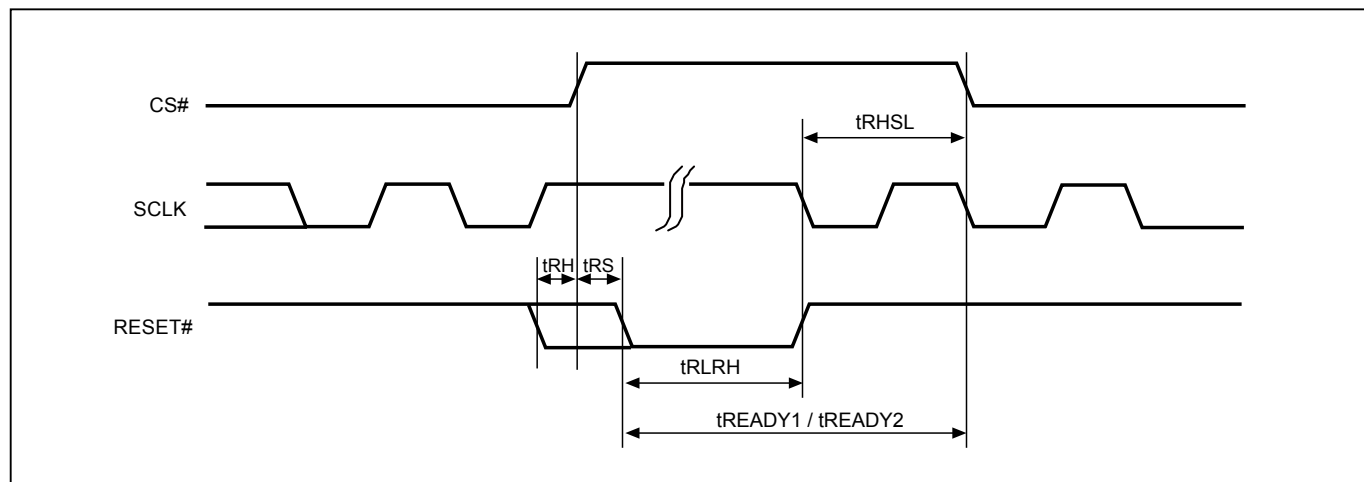 CS#
tRHSL
SCLK
tRH
tRS
RESET#
tRLRH
tREADY1 / tREADY2